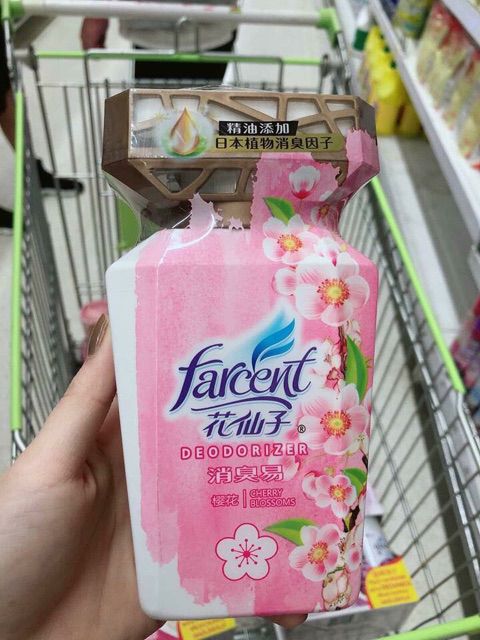 精油添加
日本植物消臭因子
farcent
花仙子®
DEODORIZER
消臭易
櫻花 | CHERRY
BLOSSOMS